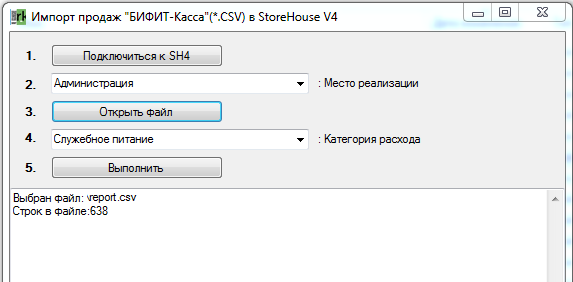 Импорт продаж "БИФИТ-Касса"(*.CSV) в StoreHouse V4
1. Подключиться к SH4
2. Администрация : Место реализации
3. Открыть файл
4. Служебное питание : Категория расхода
5. Выполнить
Выбран файл: \report.csv
Строк в файле:638